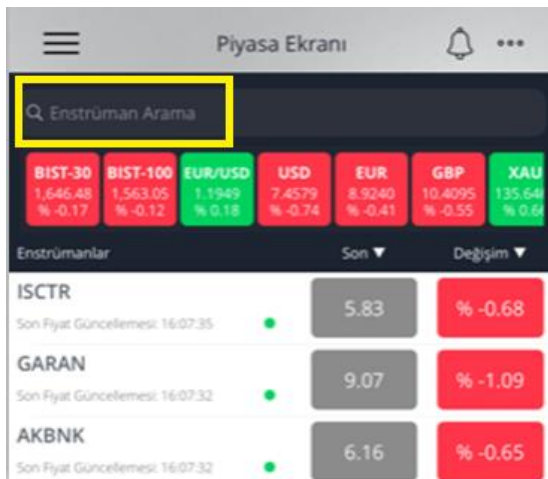 Piyasa Ekranı
Enstrüman Arama
BIST-30 BIST-100 EUR/USD USD EUR GBP XAU
1,646.48 1,563.05 1.1949 7.4579 8.9240 10.4095 135.64
% -0.17 % -0.12 % 0.18 % -0.74 % -0.41 % -0.55 % 0.6
Enstrümanlar Son ▼ Değişim ▼
ISCTR
5.83 % -0.68
Son Fiyat Güncellemesi: 16:07:35
GARAN
9.07 % -1.09
Son Fiyat Güncellemesi: 16:07:32
AKBNK
6.16 % -0.65
Son Fiyat Güncellemesi: 16:07:32